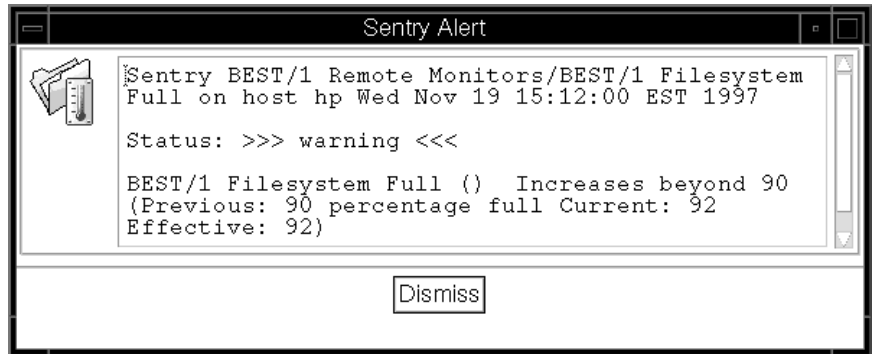 Sentry Alert
Sentry BEST/1 Remote Monitors/BEST/1 Filesystem
Full on host hp Wed Nov 19 15:12:00 EST 1997
Status: >>> warning <<<
BEST/1 Filesystem Full ()  Increases beyond 90
(Previous: 90 percentage full Current: 92
Effective: 92)
Dismiss